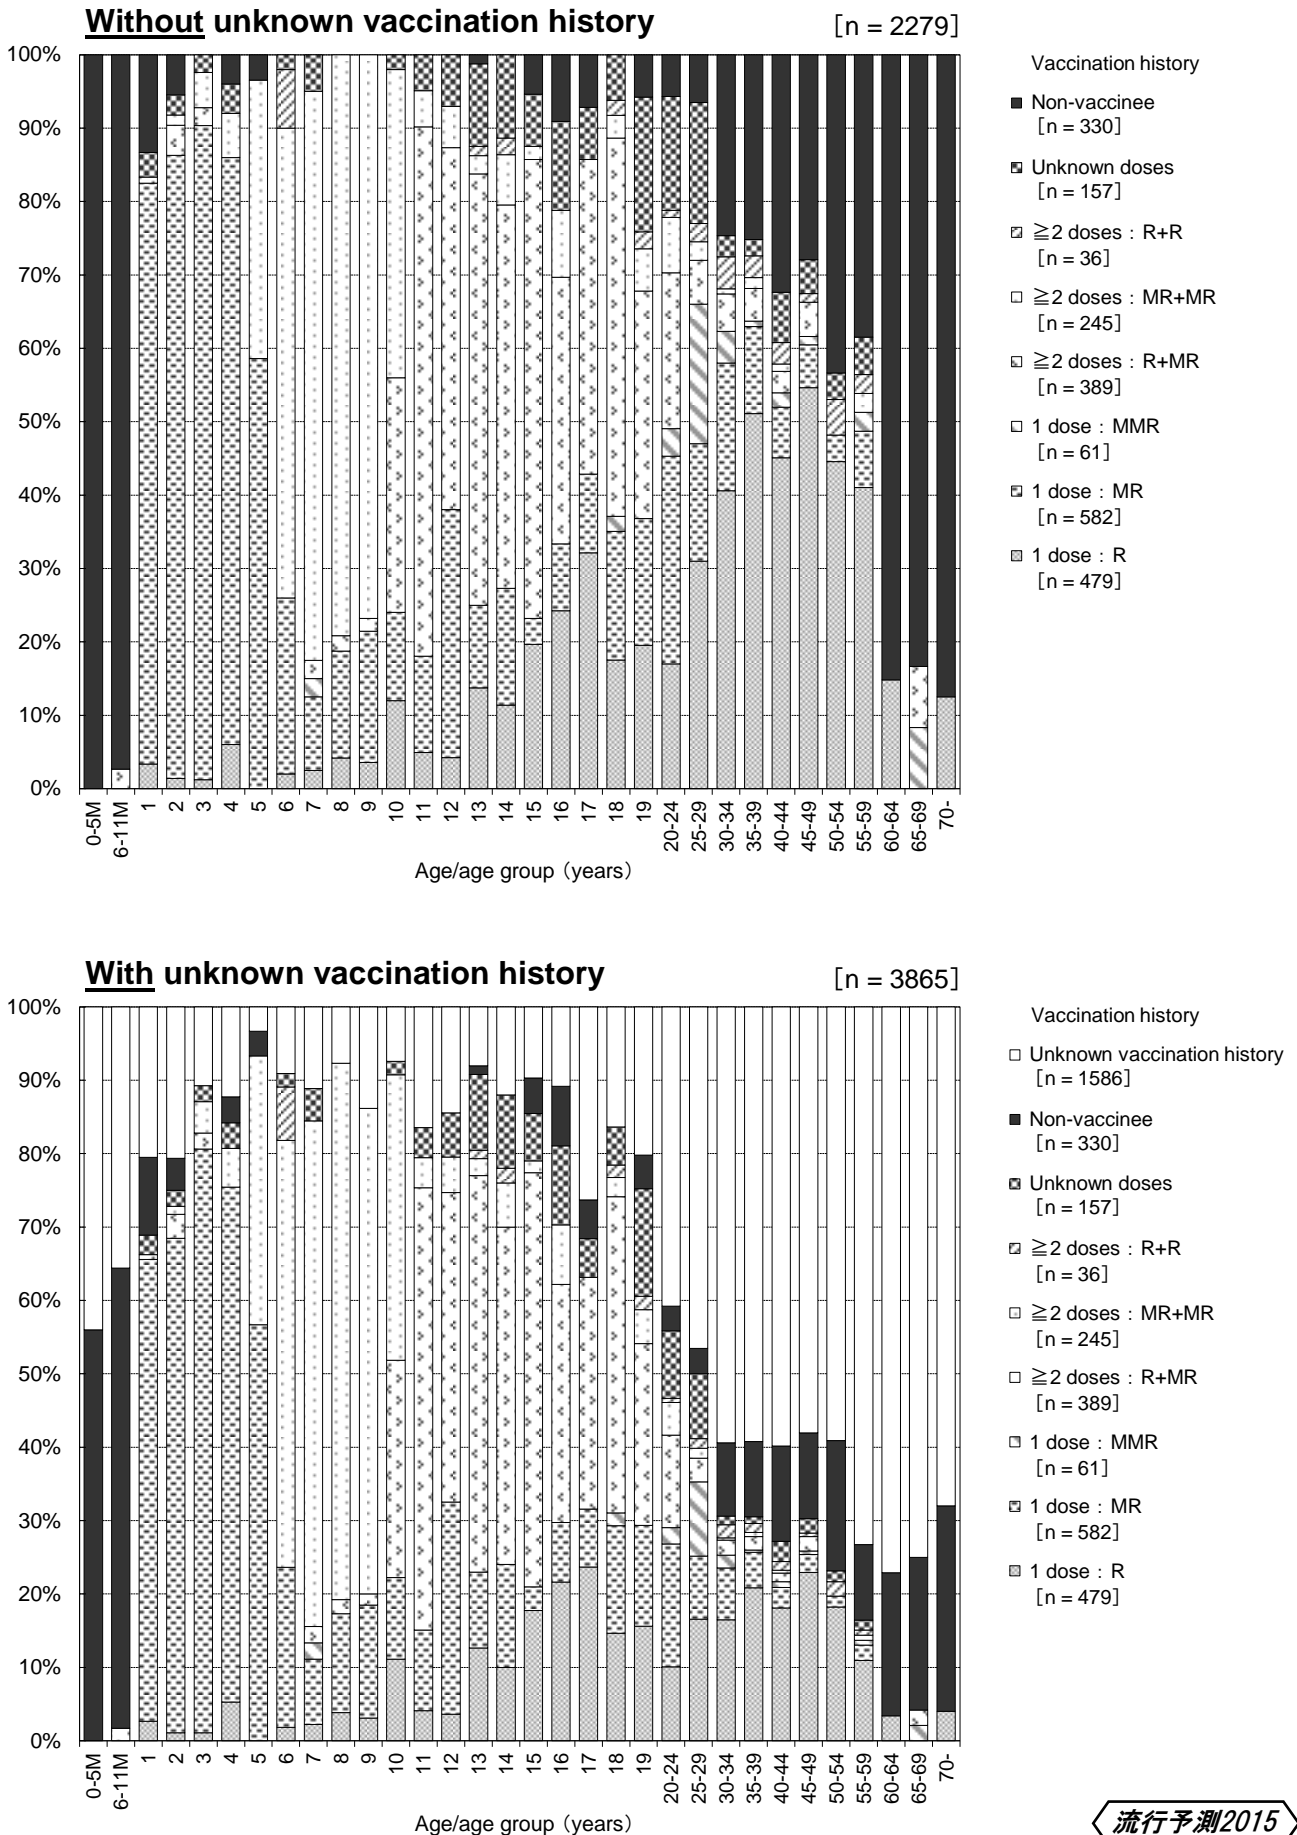 Without unknown vaccination history
[n = 2279]
100%
90%
80%
70%
60%
50%
40%
30%
20%
10%
0%
0-5M
6-11M
1
2
3
4
5
6
7
8
9
10
11
12
13
14
15
16
17
18
19
20-24
25-29
30-34
35-39
40-44
45-49
50-54
55-59
60-64
65-69
70-
Age/age group (years)
Vaccination history
Non-vaccinee
[n = 330]
Unknown doses
[n = 157]
≧2 doses : R+R
[n = 36]
≧2 doses : MR+MR
[n = 245]
≧2 doses : R+MR
[n = 389]
1 dose : MMR
[n = 61]
1 dose : MR
[n = 582]
1 dose : R
[n = 479]
With unknown vaccination history
[n = 3865]
100%
90%
80%
70%
60%
50%
40%
30%
20%
10%
0%
0-5M
6-11M
1
2
3
4
5
6
7
8
9
10
11
12
13
14
15
16
17
18
19
20-24
25-29
30-34
35-39
40-44
45-49
50-54
55-59
60-64
65-69
70-
Age/age group (years)
Vaccination history
Unknown vaccination history
[n = 1586]
Non-vaccinee
[n = 330]
Unknown doses
[n = 157]
≧2 doses : R+R
[n = 36]
≧2 doses : MR+MR
[n = 245]
≧2 doses : R+MR
[n = 389]
1 dose : MMR
[n = 61]
1 dose : MR
[n = 582]
1 dose : R
[n = 479]
流行予測2015